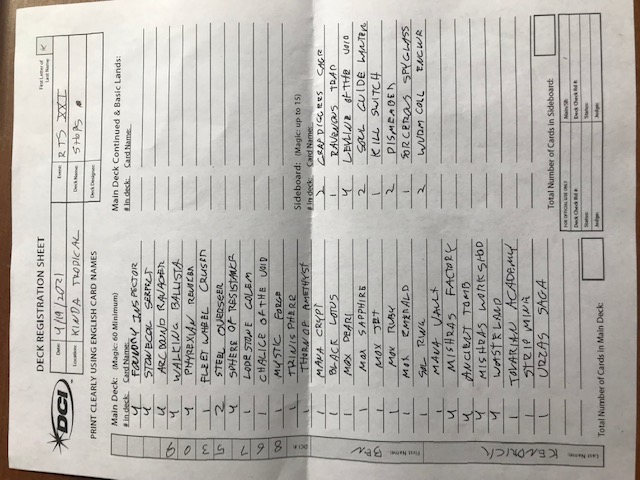 DECK REGISTRATION SHEET
First Letter of Last Name: K
DCI
Date: 4/19/2021
Event: RTS XXI
Location: KINDA TROPICAL
Deck Name: SHOPS
Deck Designer:
PRINT CLEARLY USING ENGLISH CARD NAMES
Main Deck: (Magic: 60 Minimum)
# in deck: Card Name:
4 FOUNDRY INSPECTOR
4 STONECOIL SERPENT
4 ARCBOUND RAVAGER
4 WALKING BALLISTA
4 PHYREXIAN REVOKER
1 FLEET WHEEL CRUSER
2 STEEL OVERSEER
4 SPHERE OF RESISTANCE
1 LODESTONE GOLEM
1 CHALICE OF THE VOID
1 MYSTIC FORGE
1 TRINISPHERE
1 THORN OF AMETHYST
1 MANA CRYPT
1 BLACK LOTUS
1 MOX PEARL
1 MOX SAPPHIRE
1 MOX JET
1 MOX RUBY
1 MOX EMERALD
1 SOL RING
1 MANA VAULT
4 MISHRAS FACTORY
4 ANCIENT TOMB
4 MISHRAS WORKSHOP
4 WASTELAND
1 TOLARIAN ACADEMY
1 STRIP MINE
1 URZAS SAGA
Total Number of Cards in Main Deck:
Main Deck Continued & Basic Lands:
# in deck: Card Name:
Sideboard: (Magic: up to 15)
# in deck: Card Name:
2 GRAFDIGGERS CAGE
1 RAVENOUS TRAP
4 LEYLINE OF THE VOID
2 SOUL GUIDE LANTERN
1 KILL SWITCH
2 DISMEMBER
1 SORCEROUS SPYGLASS
2 WURM COIL ENGINE
Total Number of Cards in Sideboard:
FOR OFFICIAL USE ONLY
Main/SB: /
Deck Check Rd #:
Deck Check Rd #:
Status:
Status:
Judge:
Judge:
Last Name: KENDRICK
First Name: BEN
DCI #: 8675309